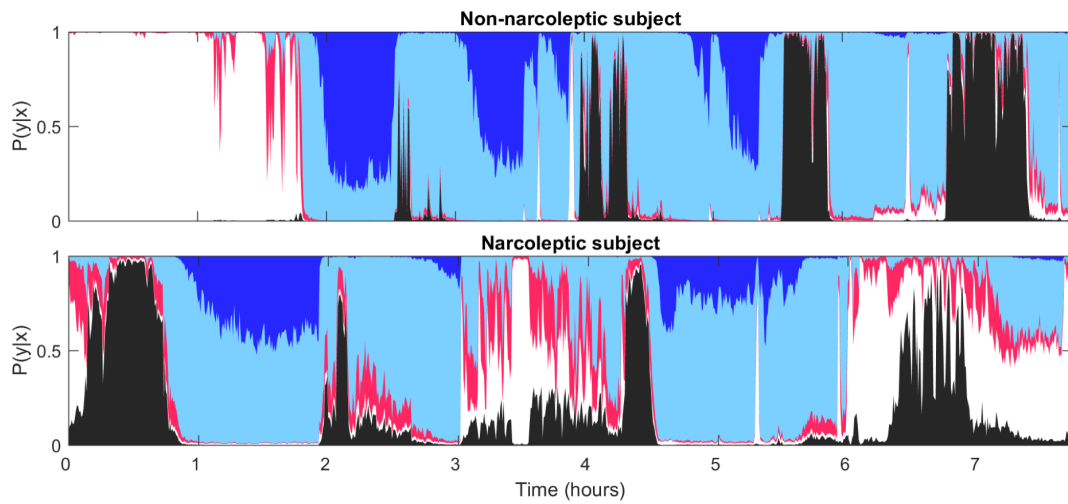 Non-narcoleptic subject
1
0.5
0
P(y|x)
Narcoleptic subject
1
0.5
0
P(y|x)
0 1 2 3 4 5 6 7
Time (hours)